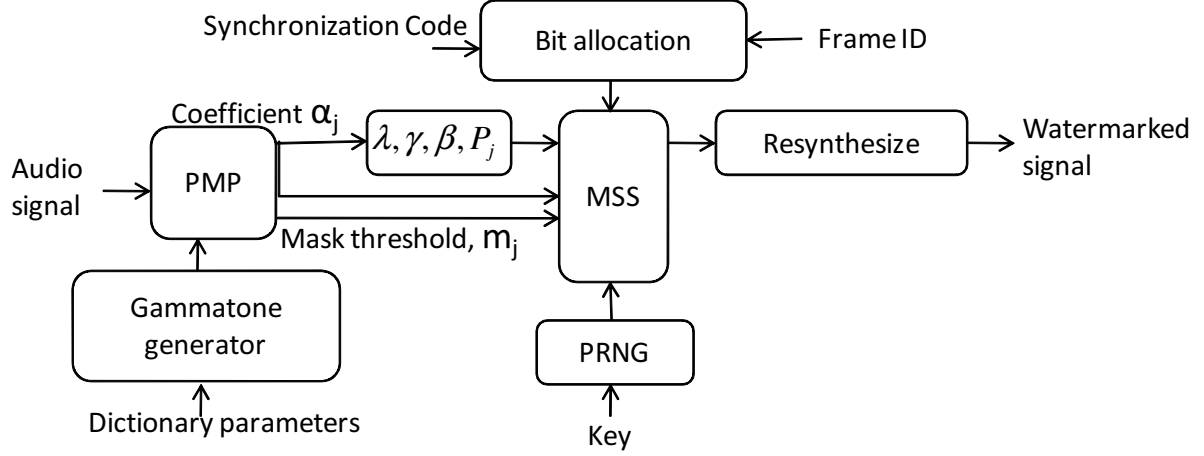 Synchronization Code
Bit allocation
Frame ID
Coefficient αj
λ, γ, β, Pj
Resynthesize
Watermarked
signal
Audio
signal
PMP
MSS
Mask threshold, mj
Gammatone
generator
PRNG
Dictionary parameters
Key